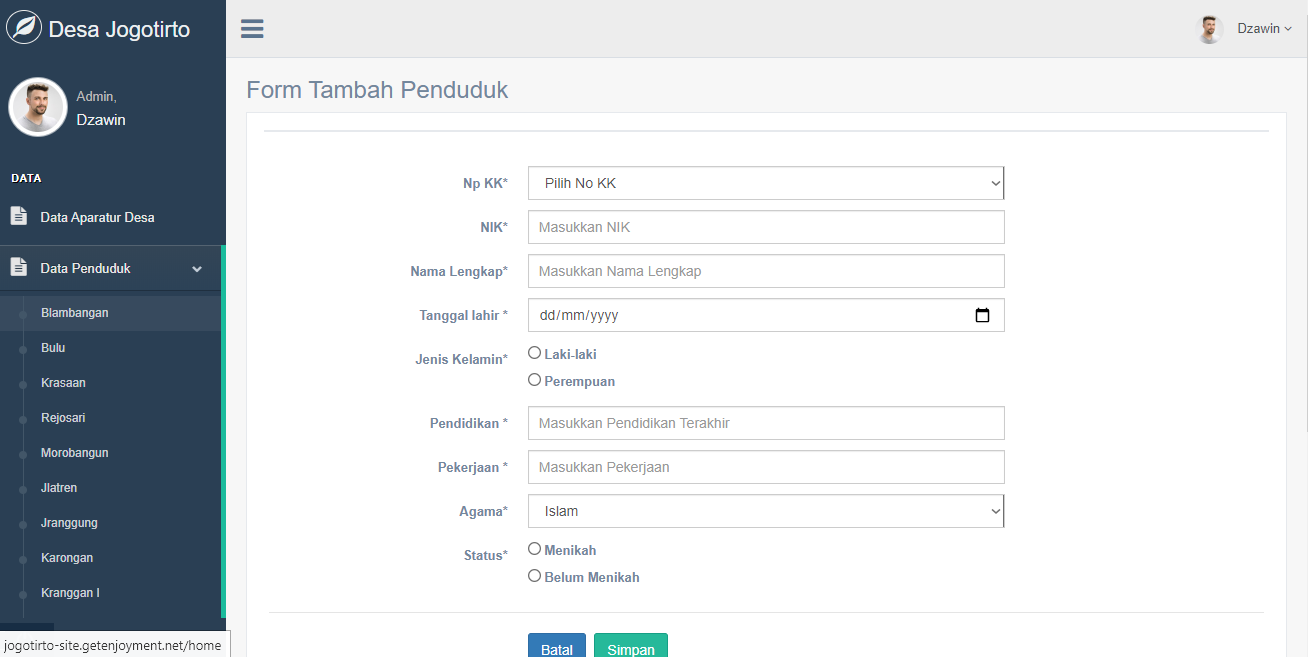 Desa Jogotirto
Dzawin
Admin,
Dzawin
DATA
Data Aparatur Desa
Data Penduduk
Blambangan
Bulu
Krasaan
Rejosari
Morobangun
Jlatren
Jranggung
Karongan
Kranggan I
jogotirto-site.getenjoyment.net/home
Form Tambah Penduduk
Np KK* Pilih No KK
NIK* Masukkan NIK
Nama Lengkap* Masukkan Nama Lengkap
Tanggal lahir * dd/mm/yyyy
Jenis Kelamin* Laki-laki
Perempuan
Pendidikan * Masukkan Pendidikan Terakhir
Pekerjaan * Masukkan Pekerjaan
Agama* Islam
Status* Menikah
Belum Menikah
Batal Simpan